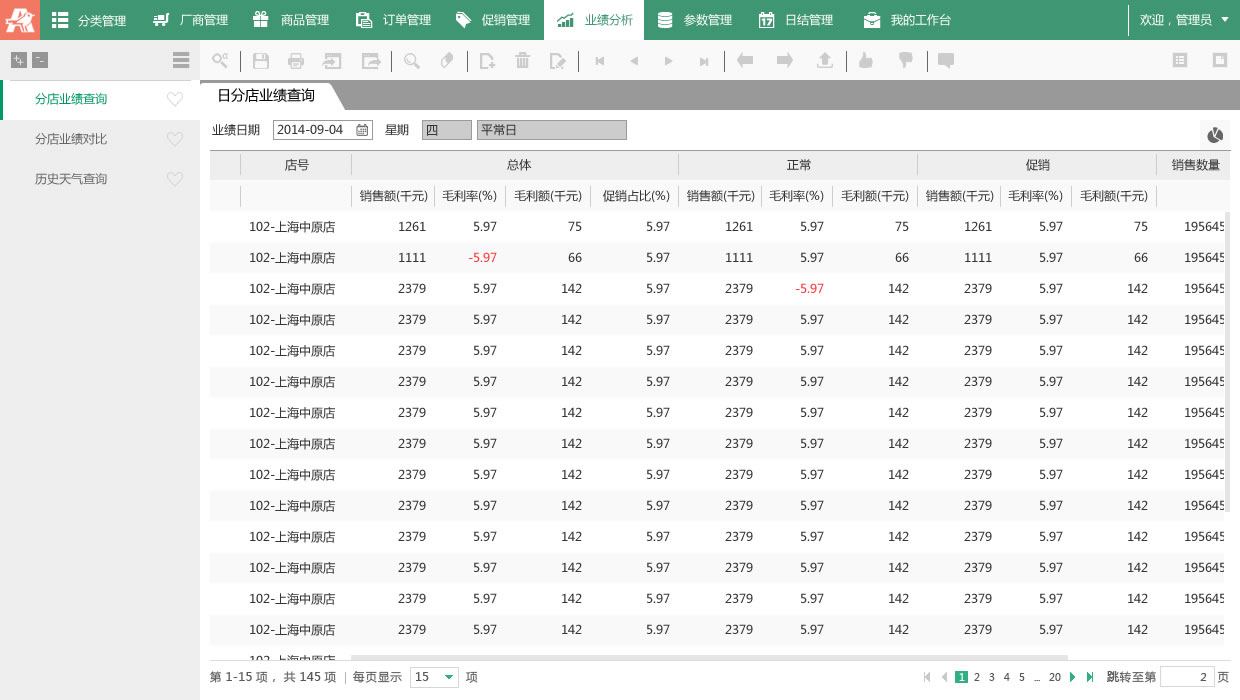 分类管理 厂商管理 商品管理 订单管理 促销管理 业绩分析 参数管理 17 日结管理 我的工作台 欢迎，管理员
分店业绩查询
分店业绩对比
历史天气查询
日分店业绩查询
业绩日期 2014-09-04 星期 四 平常日
店号 总体 正常 促销 销售数量
销售额(千元) 毛利率(%) 毛利额(千元) 促销占比(%) 销售额(千元) 毛利率(%) 毛利额(千元) 销售额(千元) 毛利率(%) 毛利额(千元)
102-上海中原店 1261 5.97 75 5.97 1261 5.97 75 1261 5.97 75 195645
102-上海中原店 1111 -5.97 66 5.97 1111 5.97 66 1111 5.97 66 195645
102-上海中原店 2379 5.97 142 5.97 2379 -5.97 142 2379 5.97 142 195645
102-上海中原店 2379 5.97 142 5.97 2379 5.97 142 2379 5.97 142 195645
102-上海中原店 2379 5.97 142 5.97 2379 5.97 142 2379 5.97 142 195645
102-上海中原店 2379 5.97 142 5.97 2379 5.97 142 2379 5.97 142 195645
102-上海中原店 2379 5.97 142 5.97 2379 5.97 142 2379 5.97 142 195645
102-上海中原店 2379 5.97 142 5.97 2379 5.97 142 2379 5.97 142 195645
102-上海中原店 2379 5.97 142 5.97 2379 5.97 142 2379 5.97 142 195645
102-上海中原店 2379 5.97 142 5.97 2379 5.97 142 2379 5.97 142 195645
102-上海中原店 2379 5.97 142 5.97 2379 5.97 142 2379 5.97 142 195645
102-上海中原店 2379 5.97 142 5.97 2379 5.97 142 2379 5.97 142 195645
102-上海中原店 2379 5.97 142 5.97 2379 5.97 142 2379 5.97 142 195645
102-上海中原店 2379 5.97 142 5.97 2379 5.97 142 2379 5.97 142 195645
102-上海中原店
第 1-15 项，共 145 项 | 每页显示 15 项 1 2 3 4 5 ... 20 跳转至第 2 页